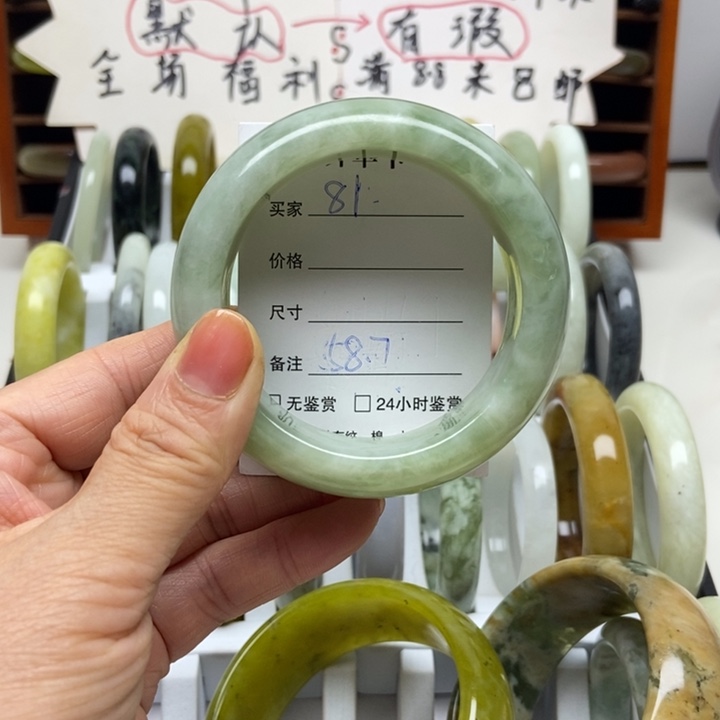 默认 → 有瑕
全场福利 满88来包邮
买家 81
价格
尺寸
备注 58.7
□ 无鉴赏 □ 24小时鉴赏